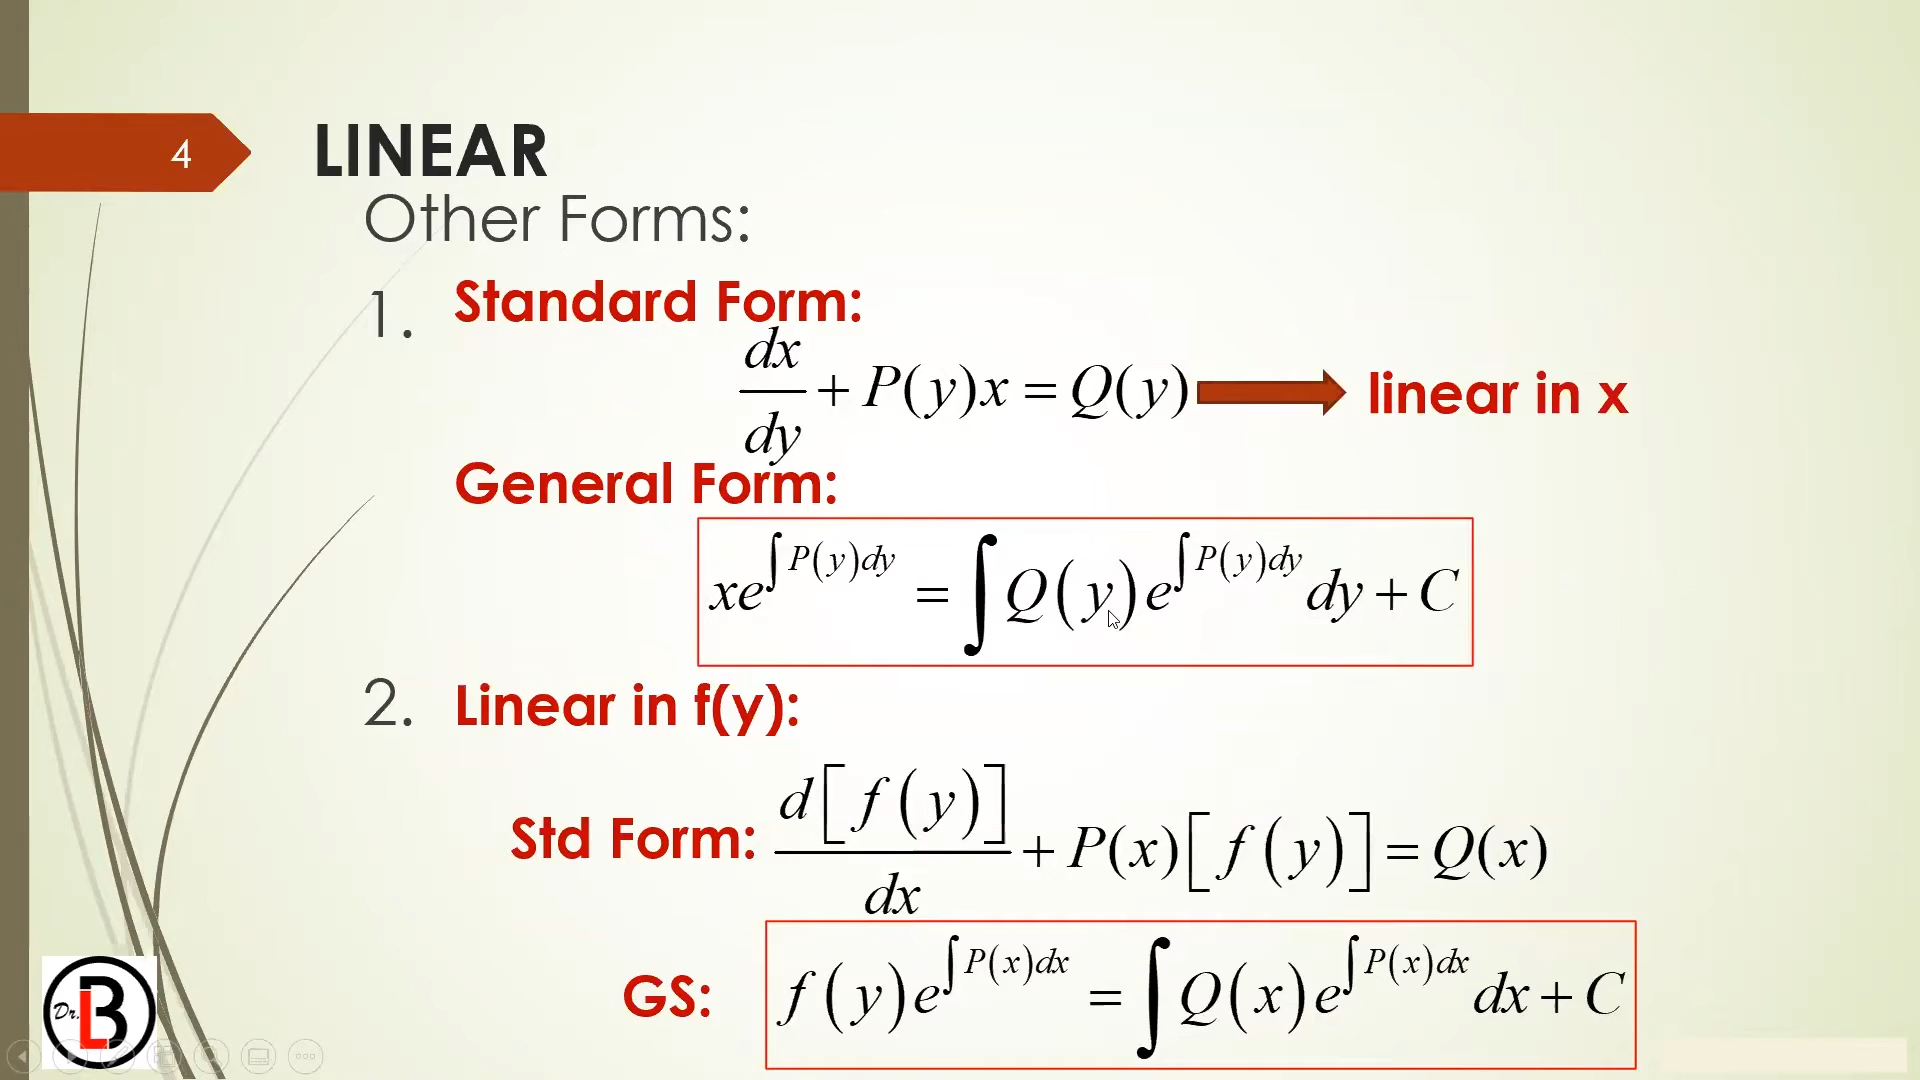 4
LINEAR
Other Forms:
1. Standard Form:
dx/dy + P(y)x = Q(y) linear in x
General Form:
xe^{∫P(y)dy} = ∫Q(y)e^{∫P(y)dy} dy + C
2. Linear in f(y):
Std Form: d[f(y)]/dx + P(x)[f(y)] = Q(x)
GS: f(y)e^{∫P(x)dx} = ∫Q(x)e^{∫P(x)dx} dx + C
Dr. LB